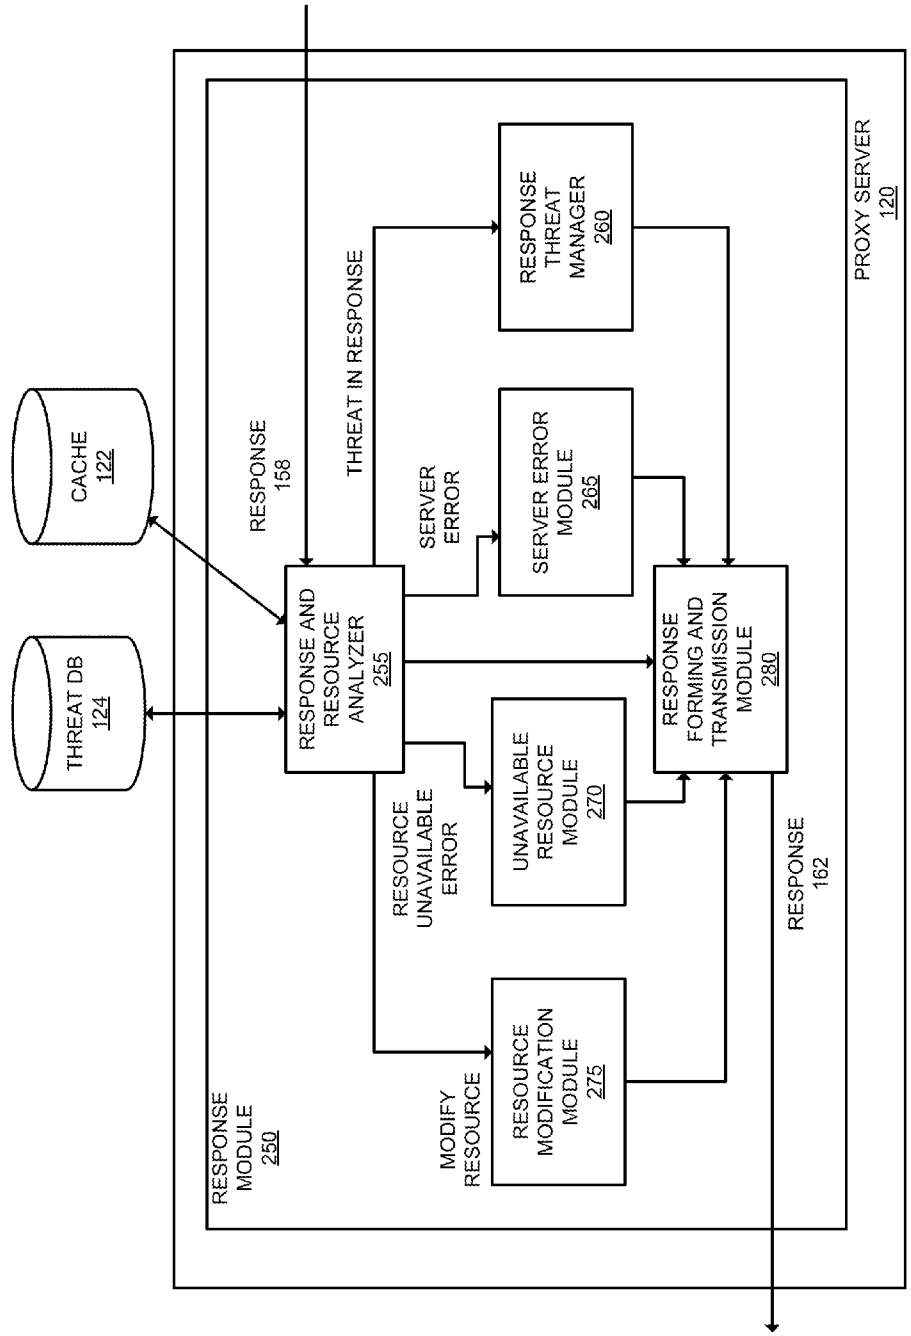 RESPONSE
MODULE
250
THREAT DB
124
CACHE
122
RESPONSE
158
RESPONSE AND
RESOURCE
ANALYZER
255
MODIFY
RESOURCE
RESOURCE
UNAVAILABLE
ERROR
SERVER
ERROR
THREAT IN RESPONSE
RESOURCE
MODIFICATION
MODULE
275
UNAVAILABLE
RESOURCE
MODULE
270
SERVER ERROR
MODULE
265
RESPONSE
THREAT
MANAGER
260
RESPONSE
FORMING AND
TRANSMISSION
MODULE
280
RESPONSE
162
PROXY SERVER
120